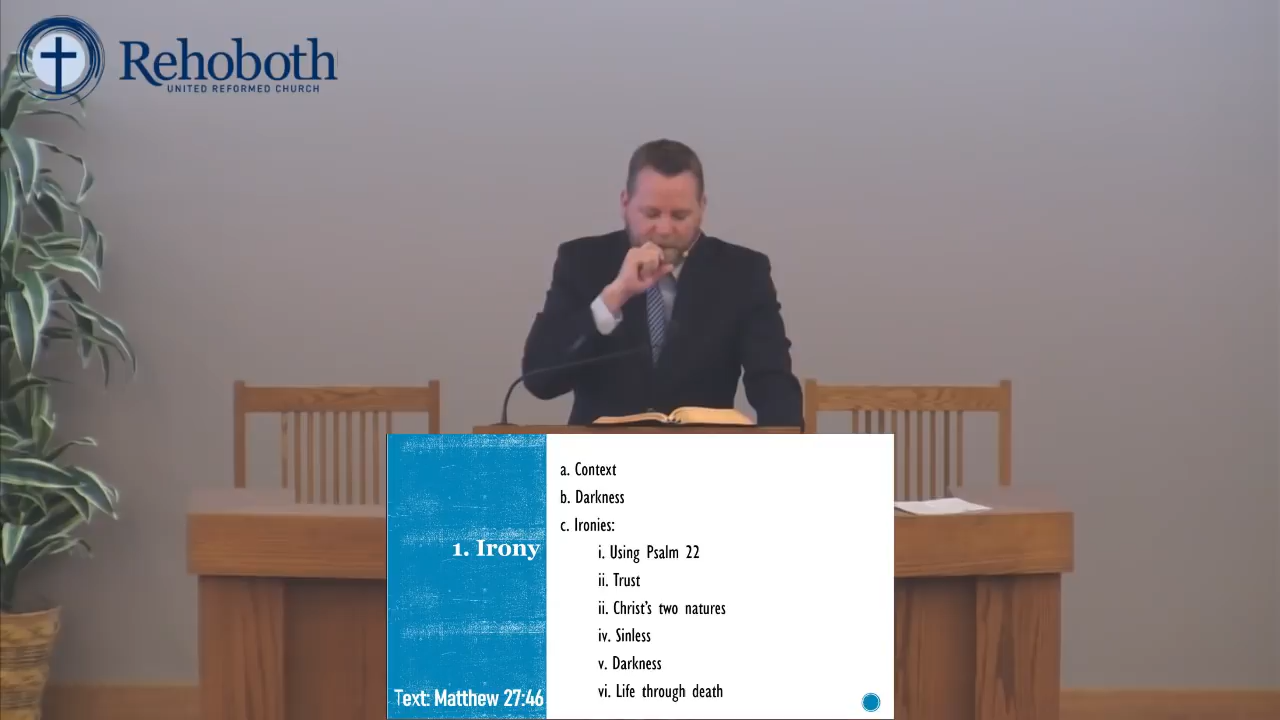 Rehoboth
UNITED REFORMED CHURCH
1. Irony
Text: Matthew 27:46
a. Context
b. Darkness
c. Ironies:
i. Using Psalm 22
ii. Trust
ii. Christ's two natures
iv. Sinless
v. Darkness
vi. Life through death